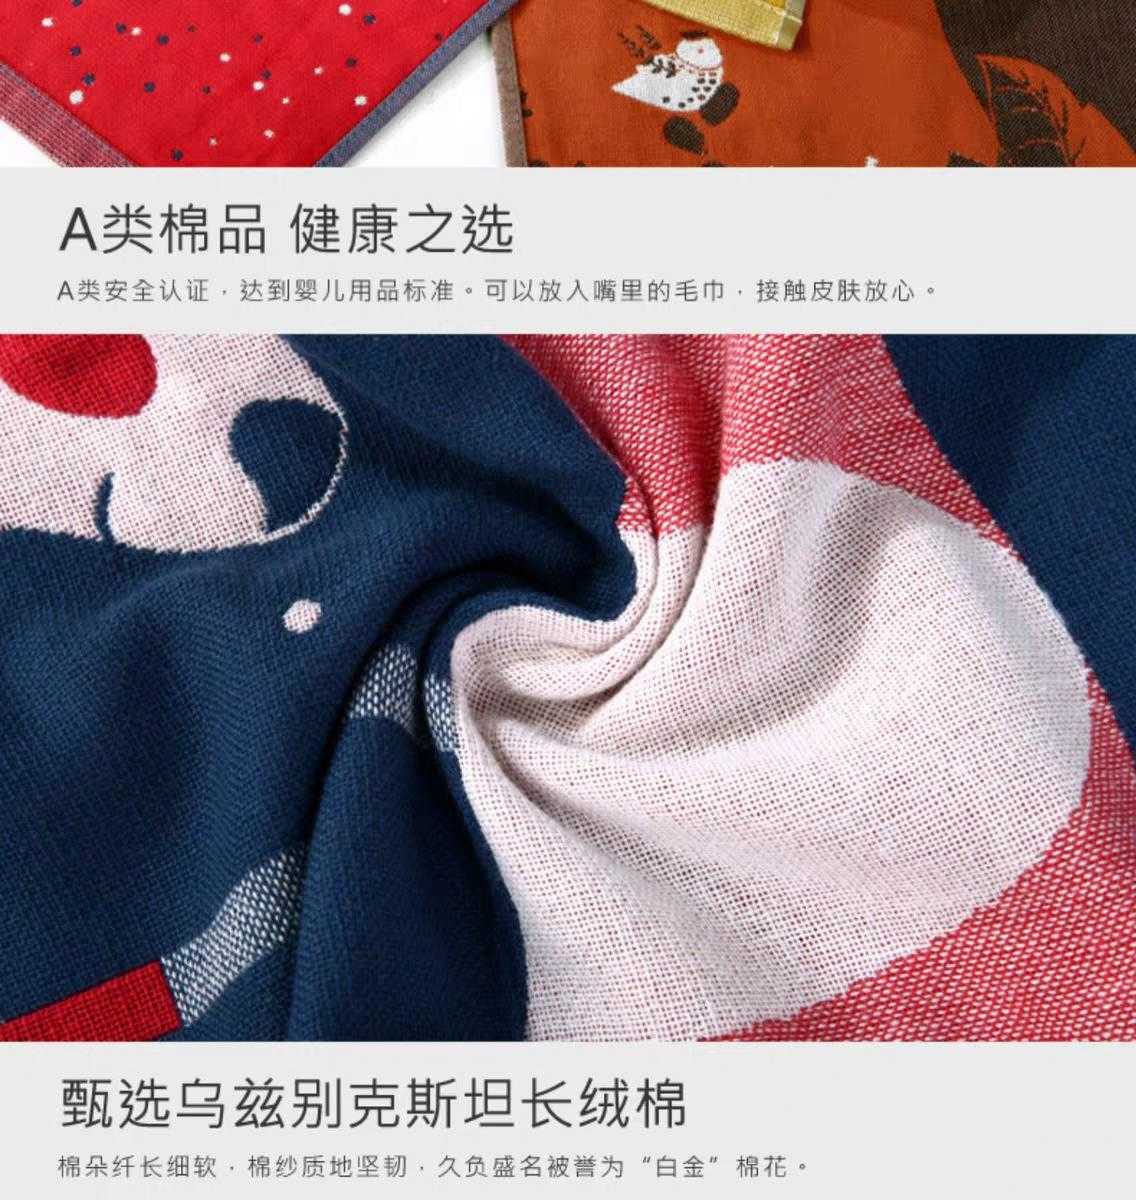 A类棉品 健康之选
A类安全认证，达到婴儿用品标准。可以放入嘴里的毛巾，接触皮肤放心。
甄选乌兹别克斯坦长绒棉
棉朵纤长细软，棉纱质地坚韧，久负盛名被誉为“白金”棉花。